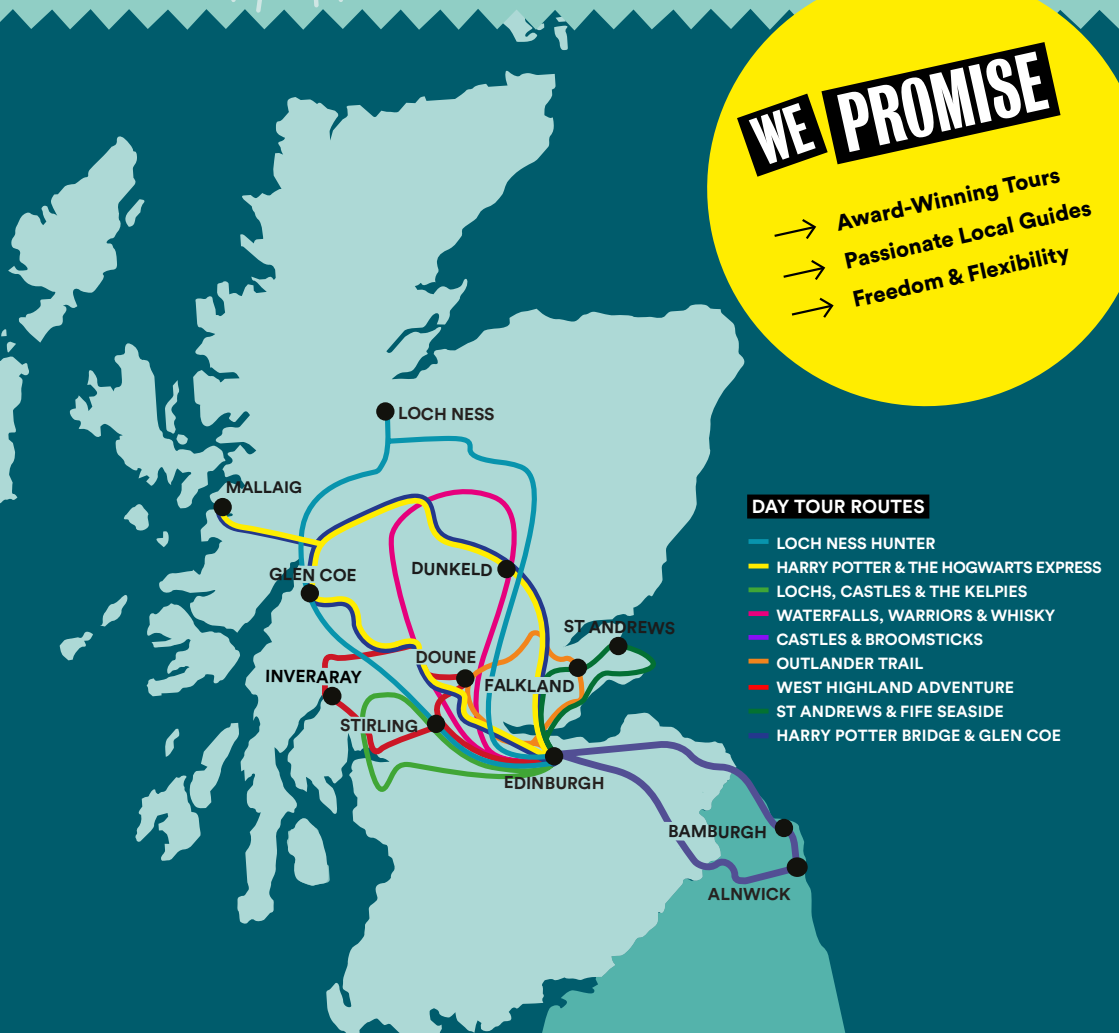 WE PROMISE
Award-Winning Tours
Passionate Local Guides
Freedom & Flexibility
LOCH NESS
MALLAIG
GLEN COE
DUNKELD
ST ANDREWS
DOUNE
INVERARAY
FALKLAND
STIRLING
EDINBURGH
BAMBURGH
ALNWICK
DAY TOUR ROUTES
LOCH NESS HUNTER
HARRY POTTER & THE HOGWARTS EXPRESS
LOCHS, CASTLES & THE KELPIES
WATERFALLS, WARRIORS & WHISKY
CASTLES & BROOMSTICKS
OUTLANDER TRAIL
WEST HIGHLAND ADVENTURE
ST ANDREWS & FIFE SEASIDE
HARRY POTTER BRIDGE & GLEN COE